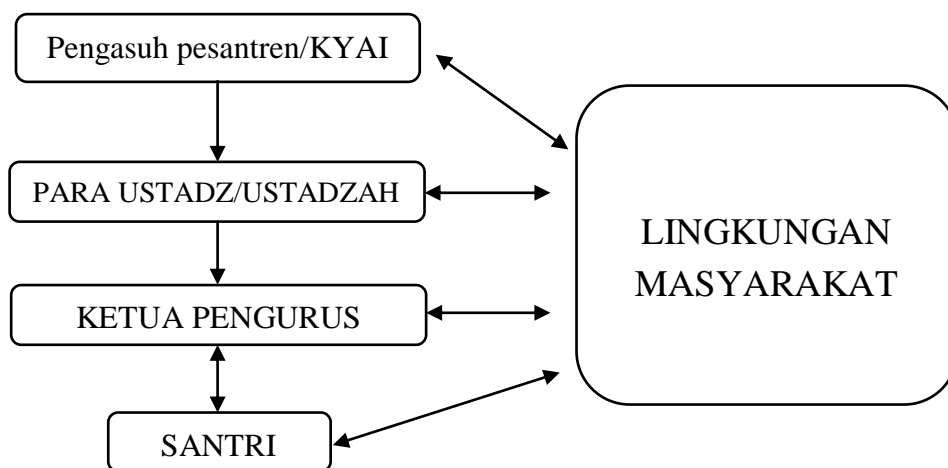 Pengasuh pesantren/KYAI
PARA USTADZ/USTADZAH
KETUA PENGURUS
SANTRI
LINGKUNGAN
MASYARAKAT